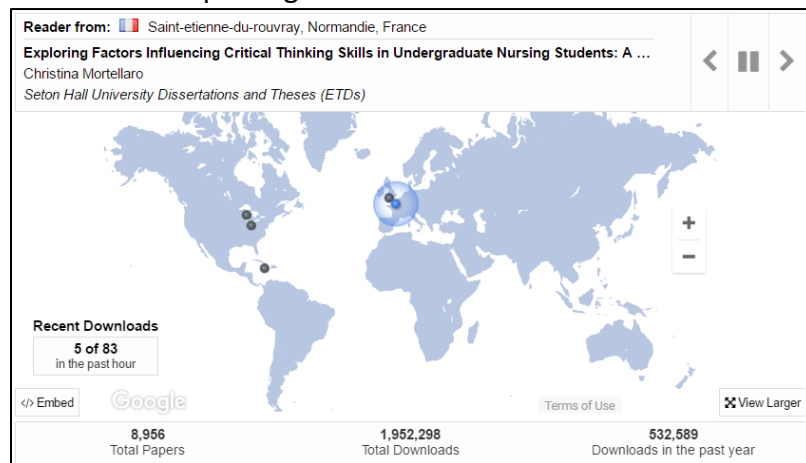 Reader from: Saint-etienne-du-rouvray, Normandie, France
Exploring Factors Influencing Critical Thinking Skills in Undergraduate Nursing Students: A ...
Christina Mortellaro
Seton Hall University Dissertations and Theses (ETDs)
+
−
Recent Downloads
5 of 83
in the past hour
</> Embed
Google
Terms of Use
View Larger
8,956
Total Papers
1,952,298
Total Downloads
532,589
Downloads in the past year